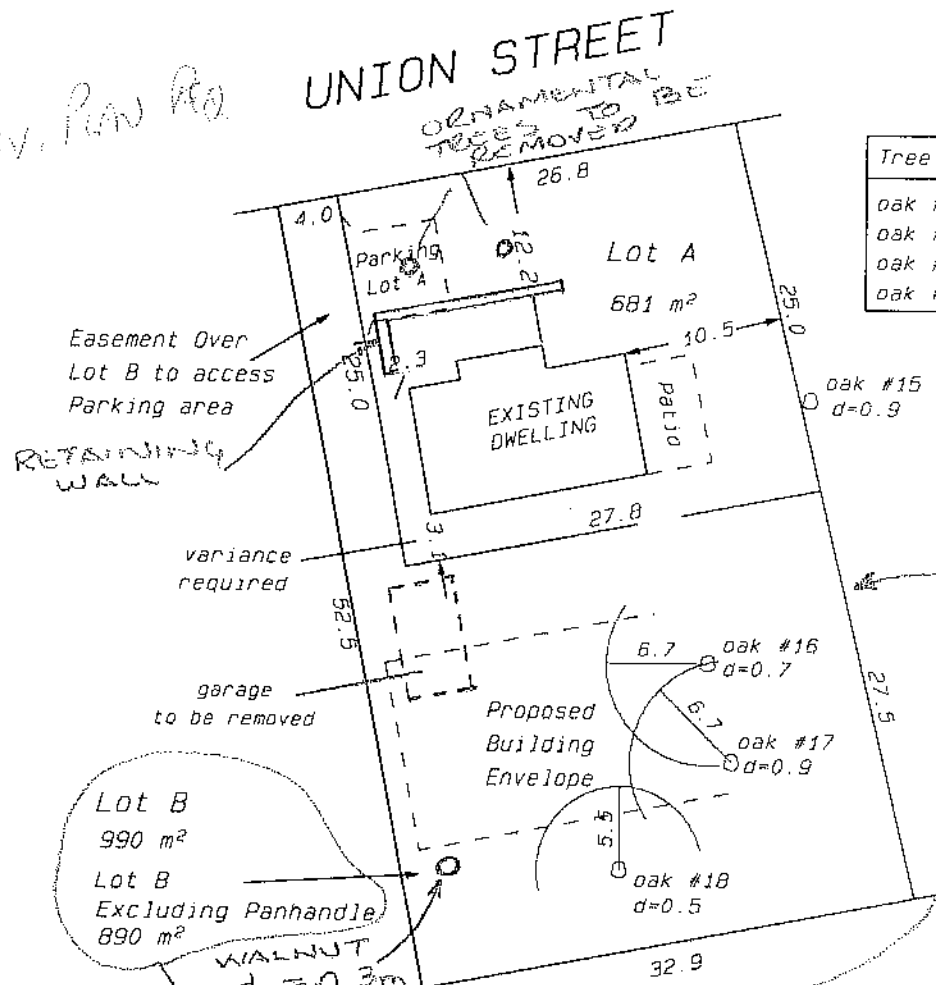 UNION STREET
PLAN
ORNAMENTAL
TREES TO BE
REMOVED
26.8
4.0
12.2
Parking
Lot A
Lot A
681 m²
Tree
oak
oak
oak
oak
Easement Over
Lot B to access
Parking area
25.0
10.5
25.0
EXISTING
DWELLING
Patio
oak #15
d=0.9
RETAINING
WALL
27.8
variance
required
52.5
garage
to be removed
6.7
oak #16
d=0.7
6.7
27.5
Proposed
Building
Envelope
oak #17
d=0.9
Lot B
990 m²
Lot B
Excluding Panhandle
890 m²
5.5
oak #18
d=0.5
WALNUT
32.9